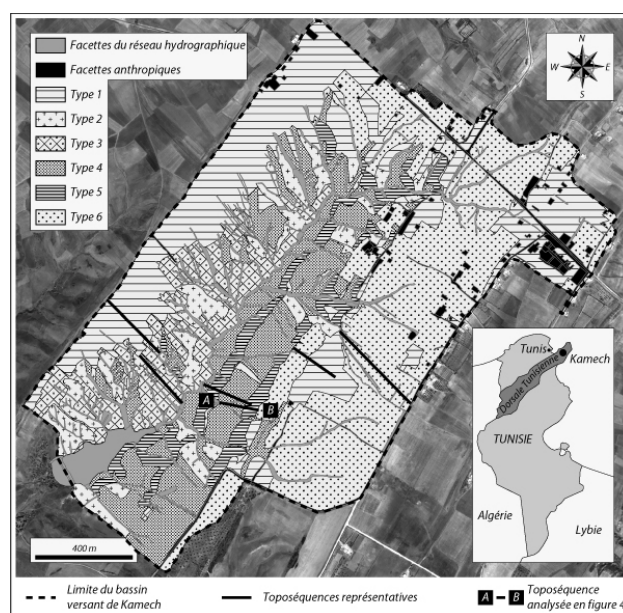 Facettes du réseau hydrographique
Facettes anthropiques
Type 1
Type 2
Type 3
Type 4
Type 5
Type 6
N
W E
S
A
B
Tunis
Kamech
Dorsale Tunisienne
TUNISIE
Algérie
Lybie
400 m
Limite du bassin
versant de Kamech
Toposéquences représentatives
A B
Toposéquence
analysée en figure 4